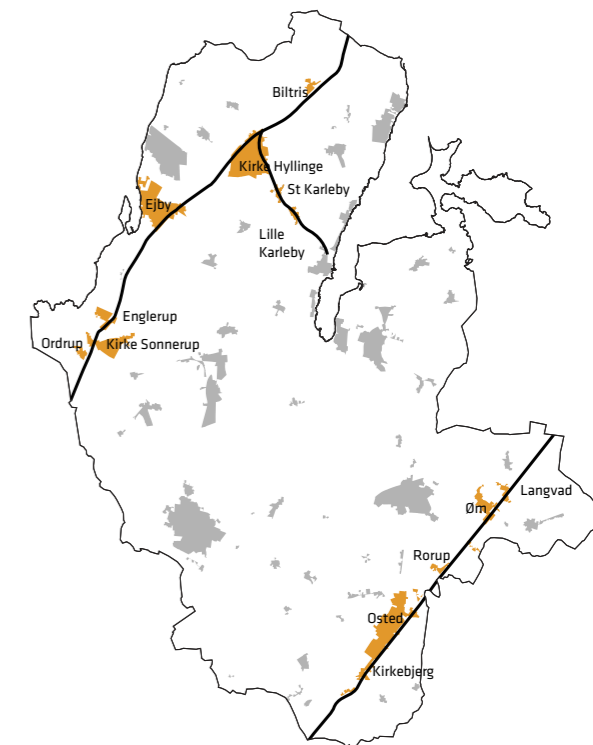 Biltris
Kirke Hyllinge
St Karleby
Ejby
Lille
Karleby
Englerup
Ordrup
Kirke Sonnerup
Langvad
Øm
Rorup
Osted
Kirkebjerg